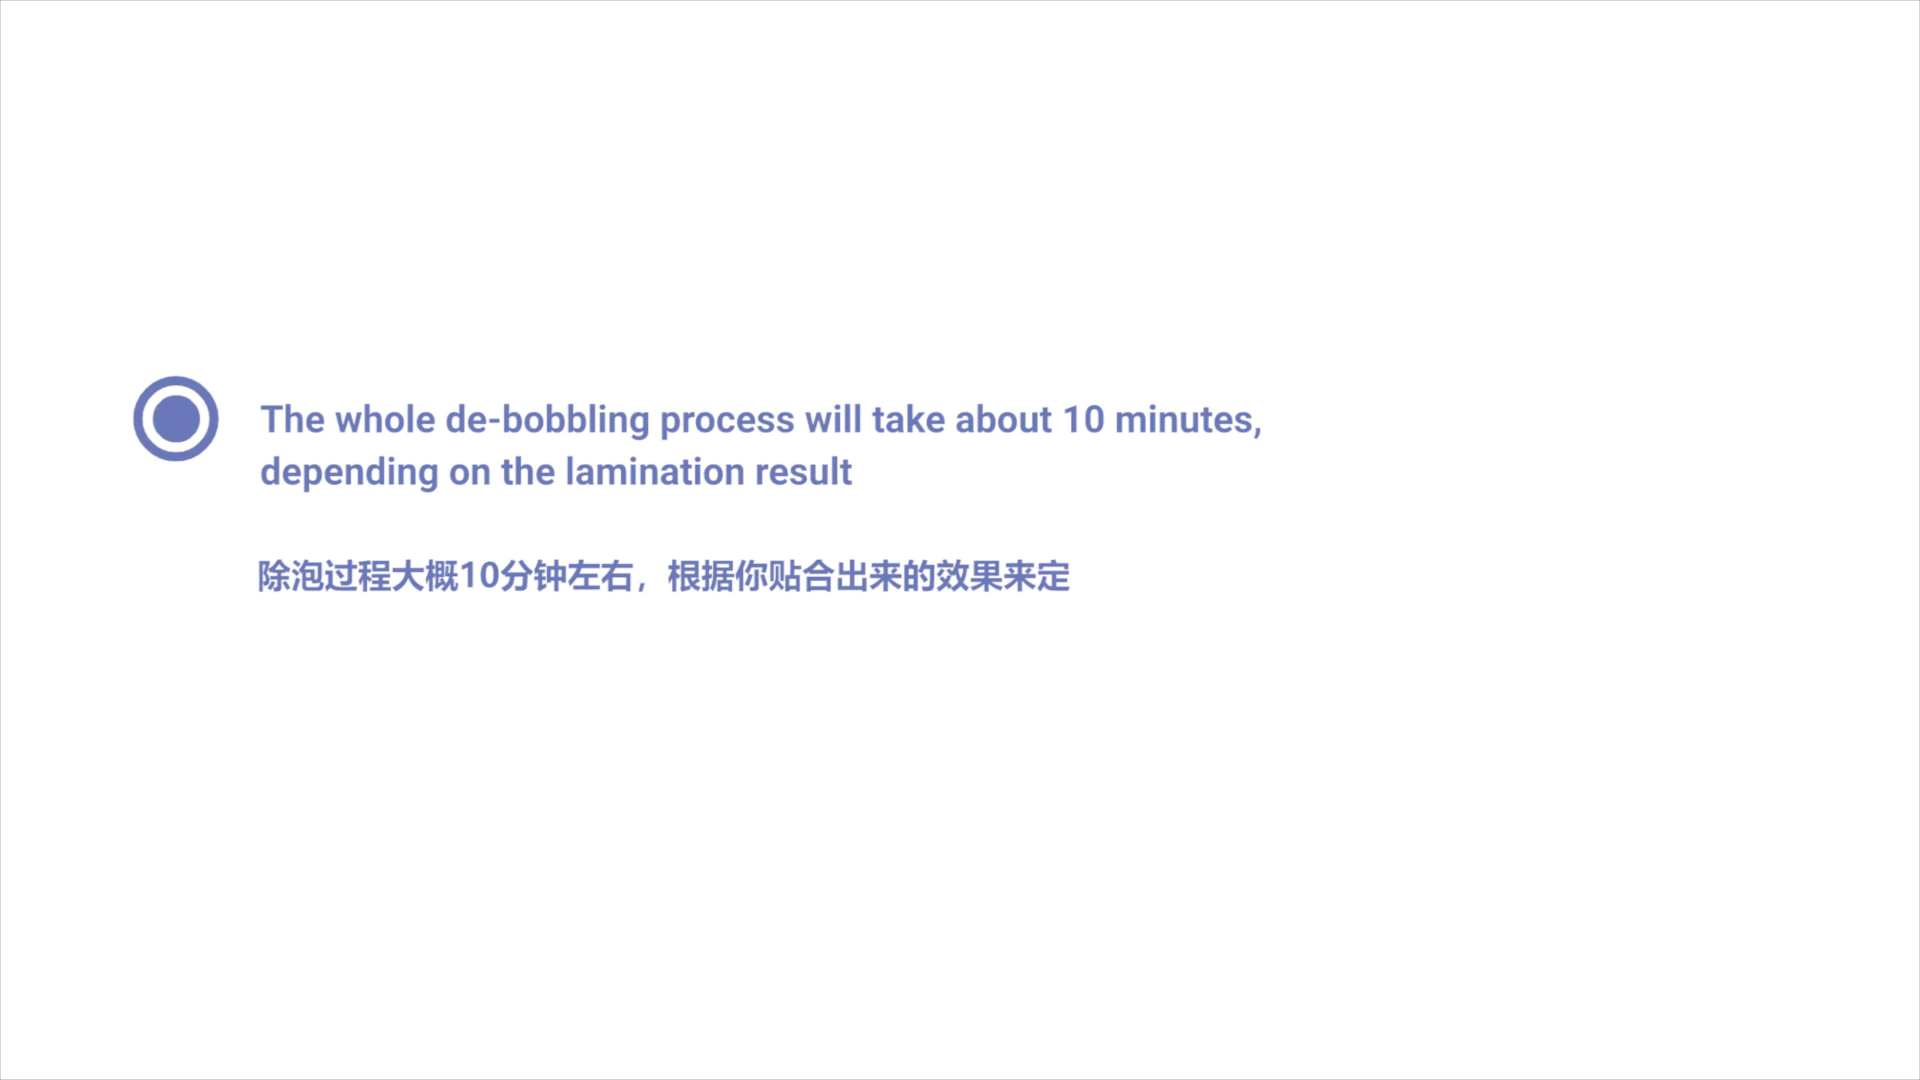 The whole de-bobbling process will take about 10 minutes,
depending on the lamination result
除泡过程大概10分钟左右，根据你贴合出来的效果来定